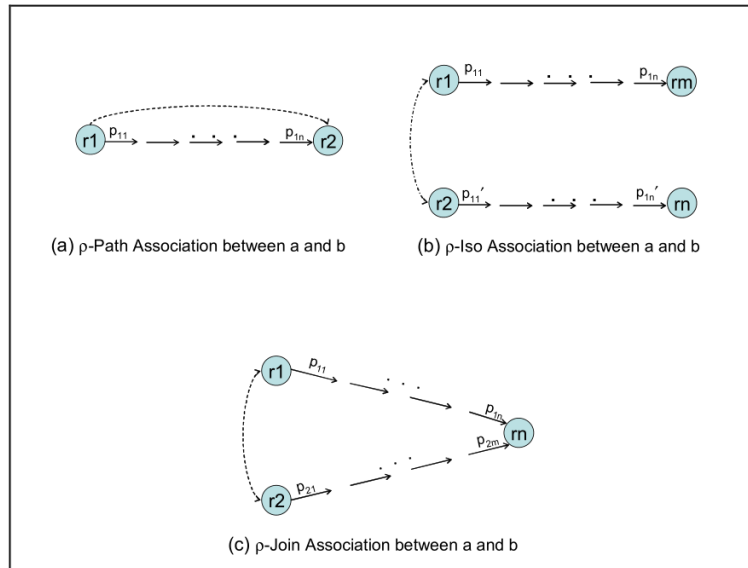 p11 p1n
r1 r2
(a) ρ-Path Association between a and b
p11 p1n
r1 rm
r2 p11′ p1n′ rn
(b) ρ-Iso Association between a and b
r1 p11
p1n
rn
p2m
r2 p21
(c) ρ-Join Association between a and b